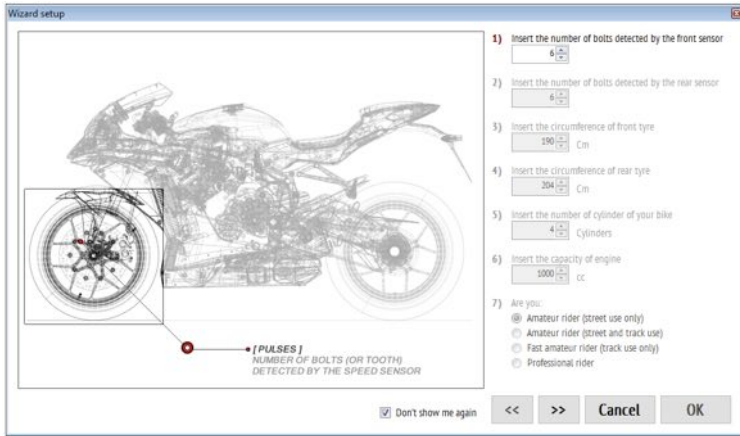 Wizard setup
1) Insert the number of bolts detected by the front sensor
6
2) Insert the number of bolts detected by the rear sensor
6
3) Insert the circumference of front tyre
190 Cm
4) Insert the circumference of rear tyre
204 Cm
5) Insert the number of cylinder of your bike
4 Cylinders
6) Insert the capacity of engine
1000 cc
7) Are you:
Amateur rider (street use only)
Amateur rider (street and track use)
Fast amateur rider (track use only)
Professional rider
[ PULSES ]
NUMBER OF BOLTS (OR TOOTH)
DETECTED BY THE SPEED SENSOR
Don't show me again
<< >> Cancel OK